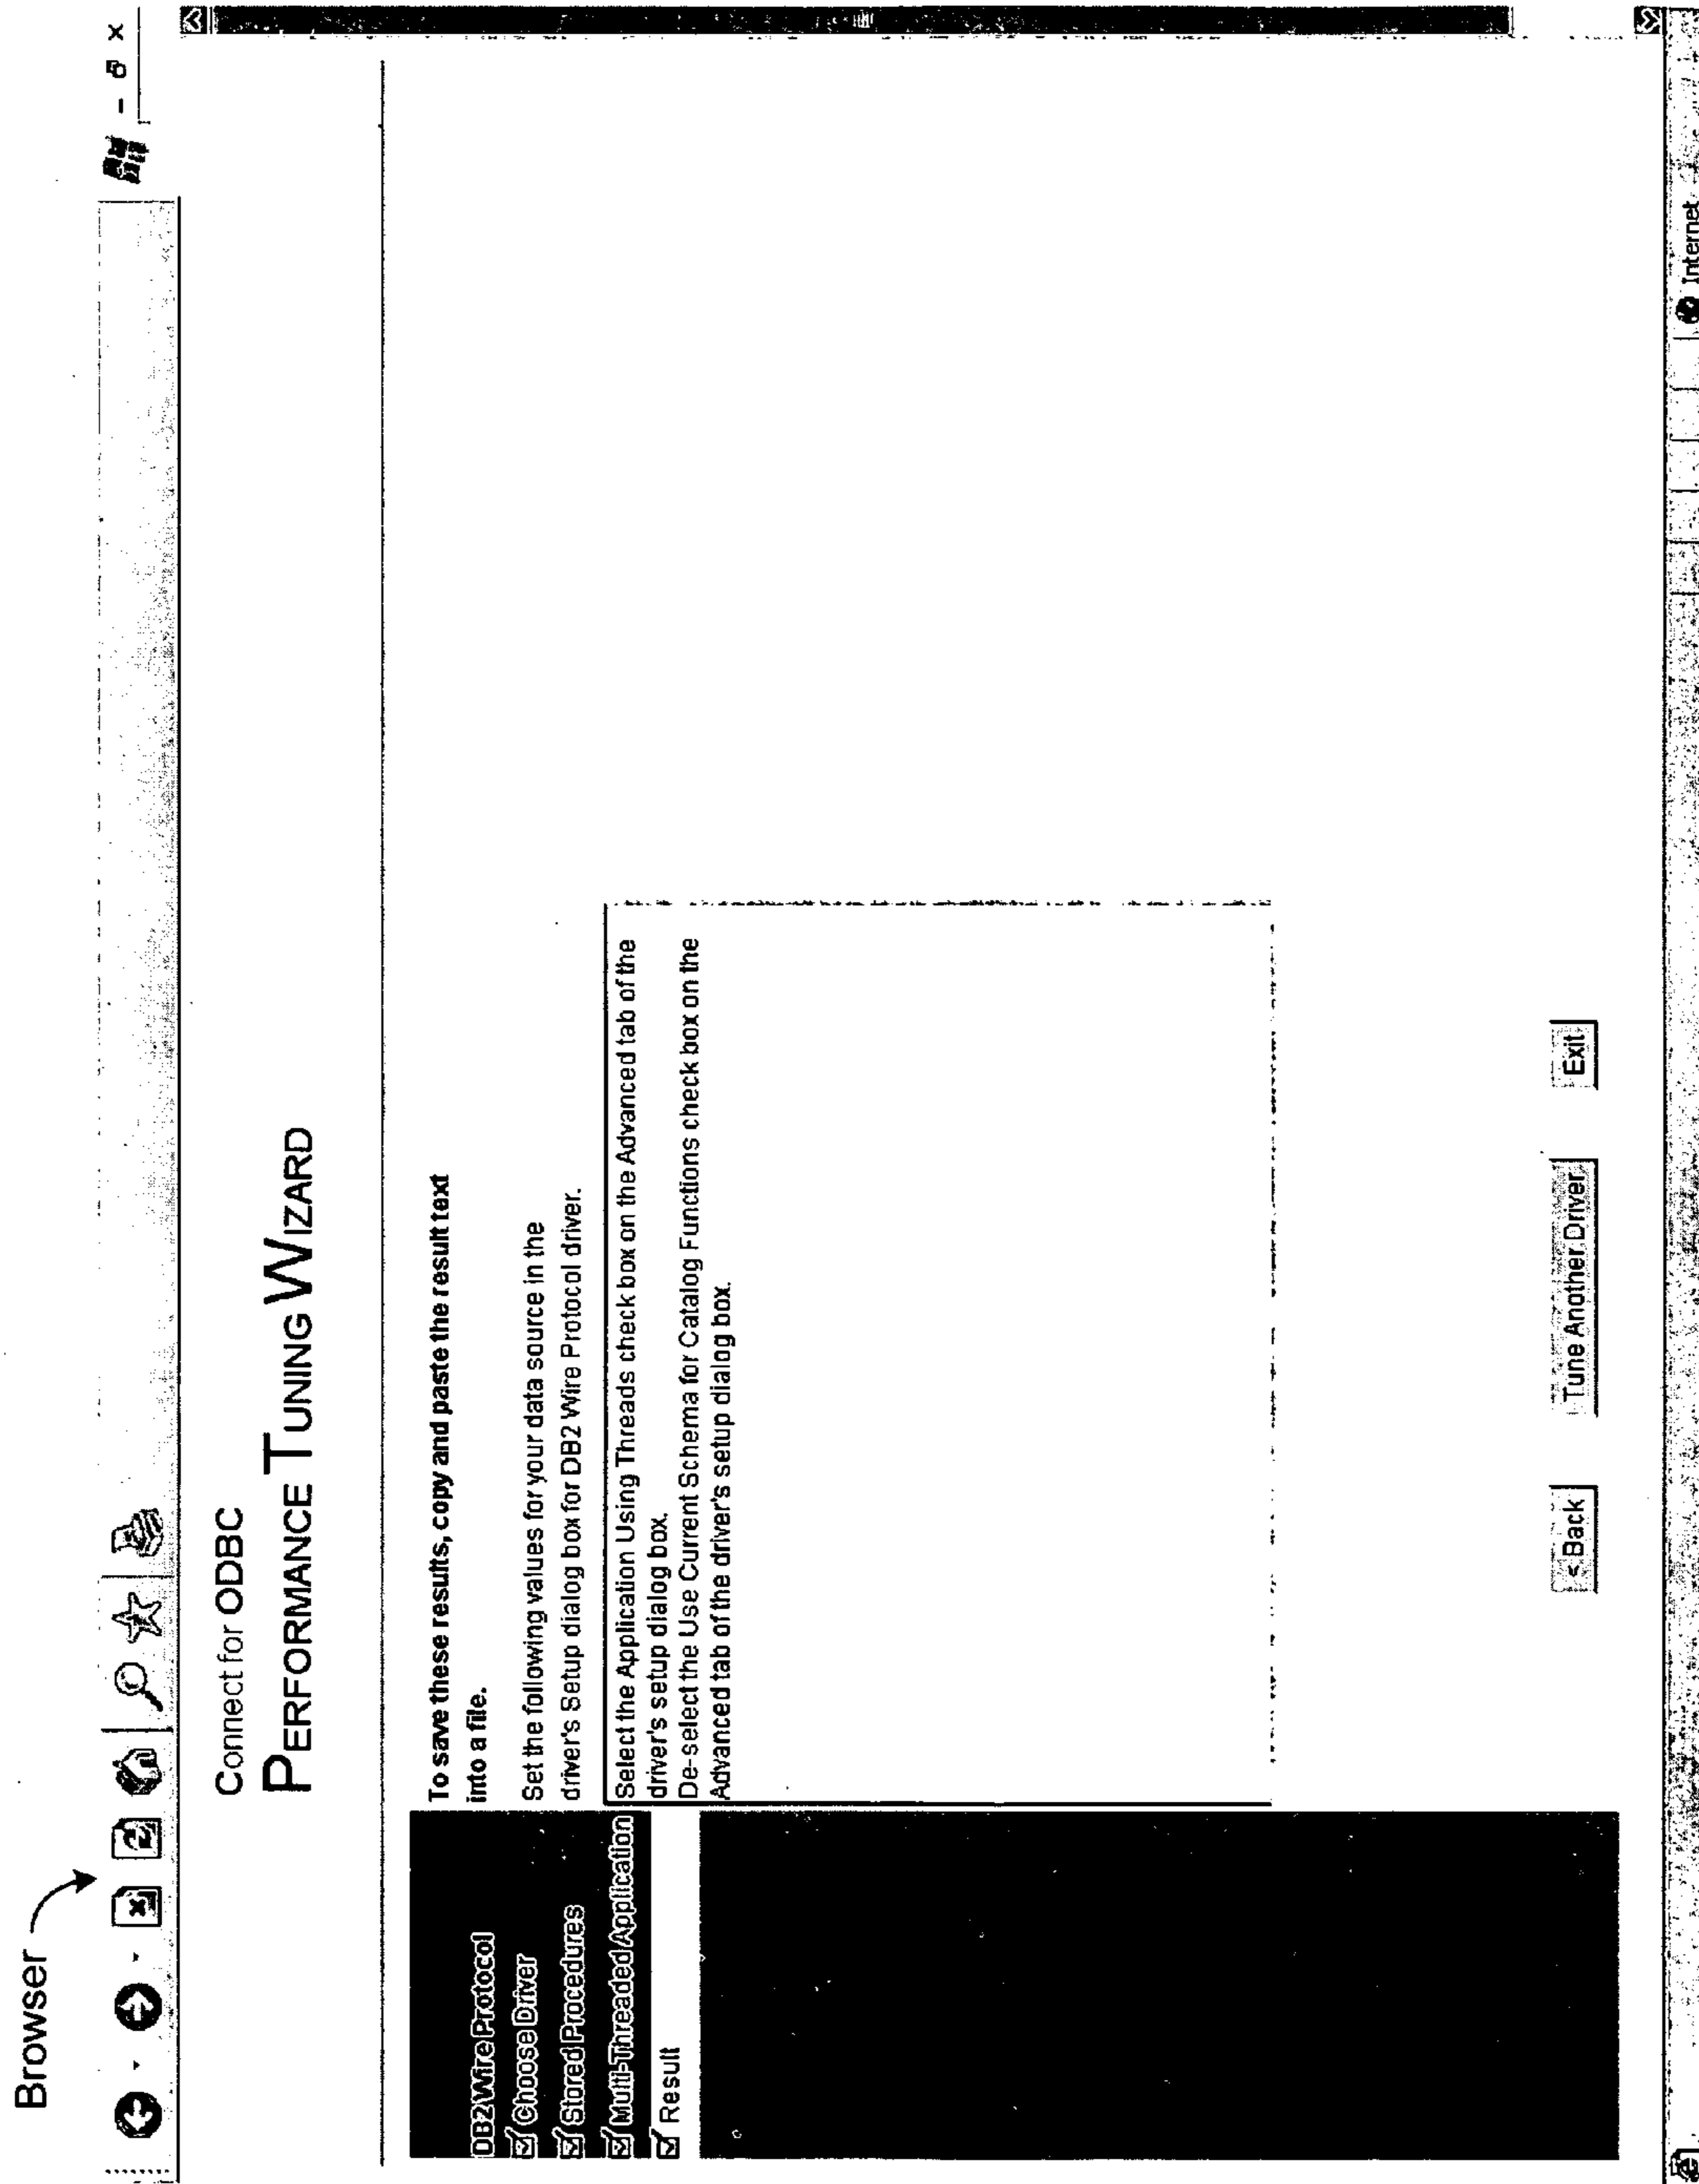 Browser
Connect for ODBC
PERFORMANCE TUNING WIZARD
DB2 Wire Protocol
Choose Driver
Stored Procedures
Multi-Threaded Application
Result
To save these results, copy and paste the result text
into a file.
Set the following values for your data source in the
driver's Setup dialog box for DB2 Wire Protocol driver.
Select the Application Using Threads check box on the Advanced tab of the
driver's setup dialog box.
De-select the Use Current Schema for Catalog Functions check box on the
Advanced tab of the driver's setup dialog box.
< Back
Tune Another Driver
Exit
Internet